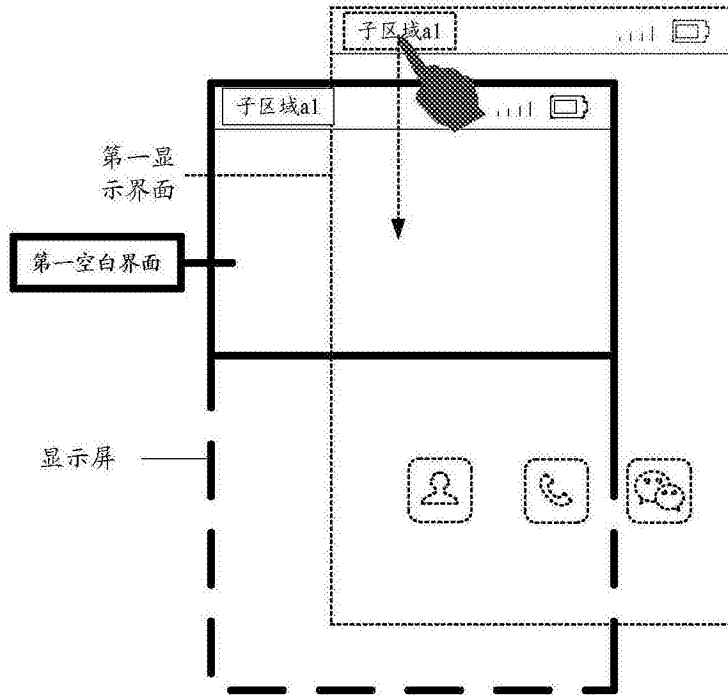 子区域a1
子区域a1
第一显
示界面
第一空白界面
显示屏